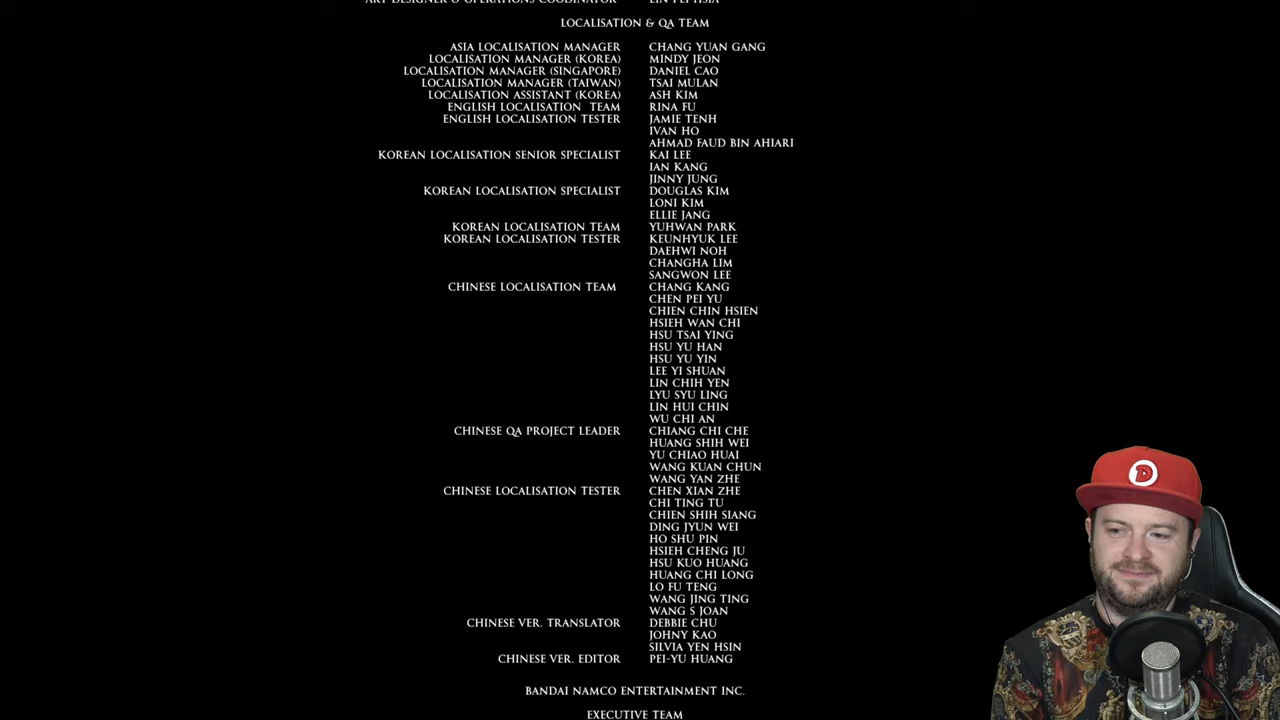 ART DESIGNER & OPERATIONS COODINATOR LIN PEI HSIA
LOCALISATION & QA TEAM
ASIA LOCALISATION MANAGER CHANG YUAN GANG
LOCALISATION MANAGER (KOREA) MINDY JEON
LOCALISATION MANAGER (SINGAPORE) DANIEL CAO
LOCALISATION MANAGER (TAIWAN) TSAI MULAN
LOCALISATION ASSISTANT (KOREA) ASH KIM
ENGLISH LOCALISATION TEAM RINA FU
ENGLISH LOCALISATION TESTER JAMIE TENH
IVAN HO
AHMAD FAUD BIN AHIARI
KOREAN LOCALISATION SENIOR SPECIALIST KAI LEE
IAN KANG
JINNY JUNG
KOREAN LOCALISATION SPECIALIST DOUGLAS KIM
LONI KIM
ELLIE JANG
KOREAN LOCALISATION TEAM YUHWAN PARK
KOREAN LOCALISATION TESTER KEUNHYUK LEE
DAEHWI NOH
CHANGHA LIM
SANGWON LEE
CHINESE LOCALISATION TEAM CHANG KANG
CHEN PEI YU
CHIEN CHIN HSIEN
HSIEH WAN CHI
HSU TSAI YING
HSU YU HAN
HSU YU YIN
LEE YI SHUAN
LIN CHIH YEN
LYU SYU LING
LIN HUI CHIN
WU CHI AN
CHINESE QA PROJECT LEADER CHIANG CHI CHE
HUANG SHIH WEI
YU CHIAO HUAI
WANG KUAN CHUN
WANG YAN ZHE
CHINESE LOCALISATION TESTER CHEN XIAN ZHE
CHI TING TU
CHIEN SHIH SIANG
DING JYUN WEI
HO SHU PIN
HSIEH CHENG JU
HSU KUO HUANG
HUANG CHI LONG
LO FU TENG
WANG JING TING
WANG S JOAN
CHINESE VER. TRANSLATOR DEBBIE CHU
JOHNY KAO
SILVIA YEN HSIN
CHINESE VER. EDITOR PEI-YU HUANG
BANDAI NAMCO ENTERTAINMENT INC.
EXECUTIVE TEAM
D